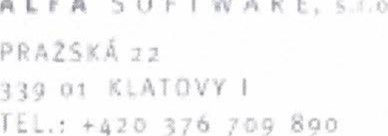 ALFA SOFTWARE, s.r.o
PRAŽSKÁ 22
339 01 KLATOVY I
TEL.: +420 376 709 890